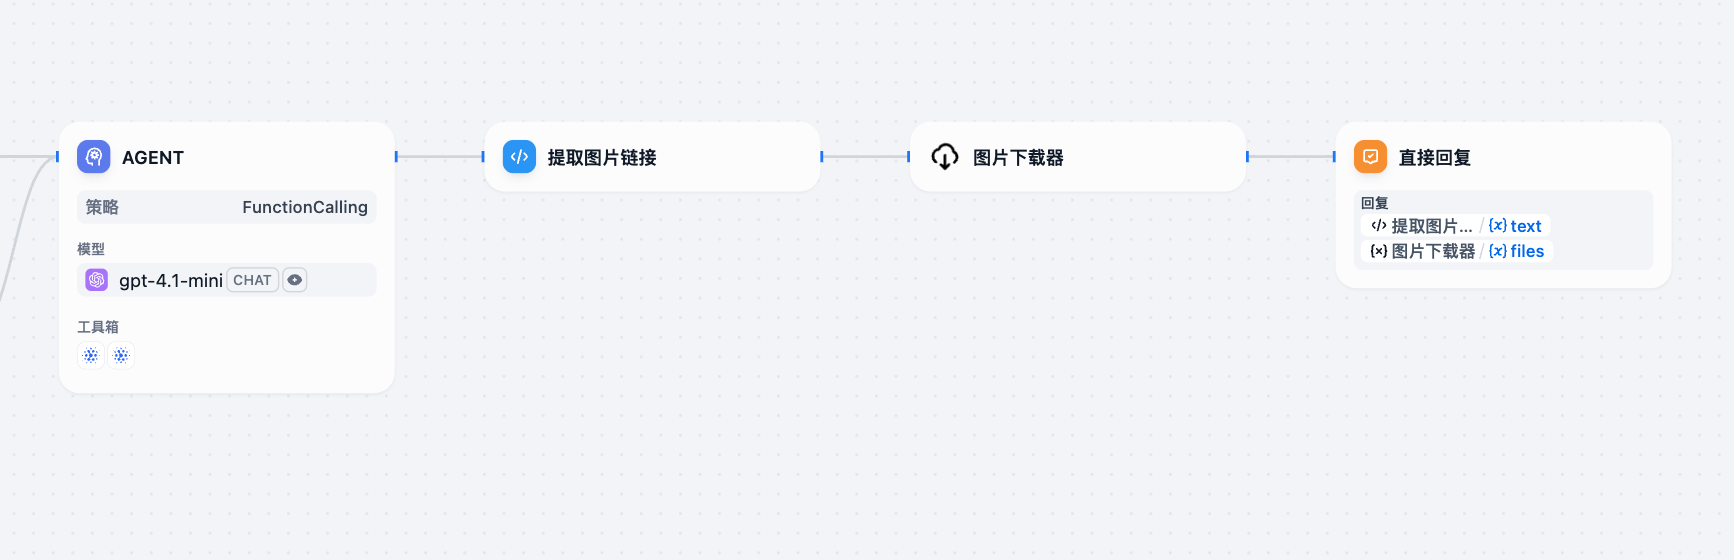 AGENT
策略 FunctionCalling
模型
gpt-4.1-mini CHAT
工具箱
提取图片链接
图片下载器
直接回复
回复
提取图片... / {x} text
{x} 图片下载器 / {x} files